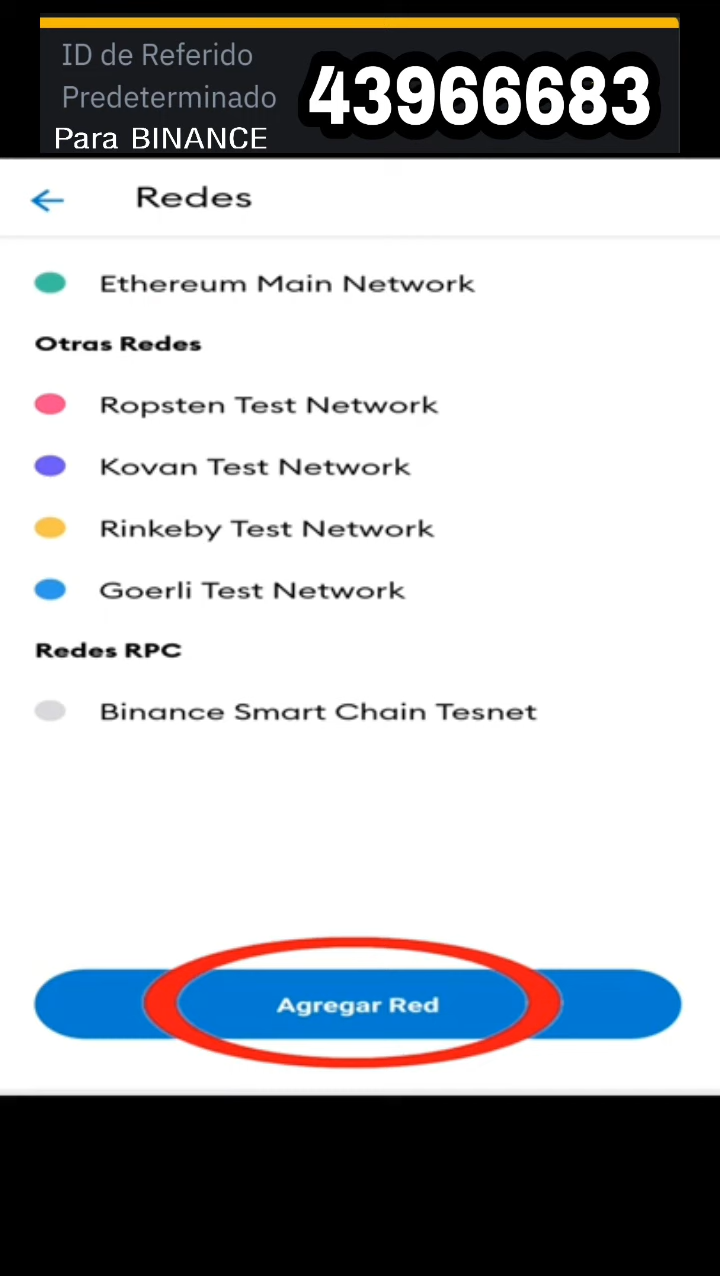 ID de Referido
Predeterminado
43966683
Para BINANCE
Redes
Ethereum Main Network
Otras Redes
Ropsten Test Network
Kovan Test Network
Rinkeby Test Network
Goerli Test Network
Redes RPC
Binance Smart Chain Tesnet
Agregar Red